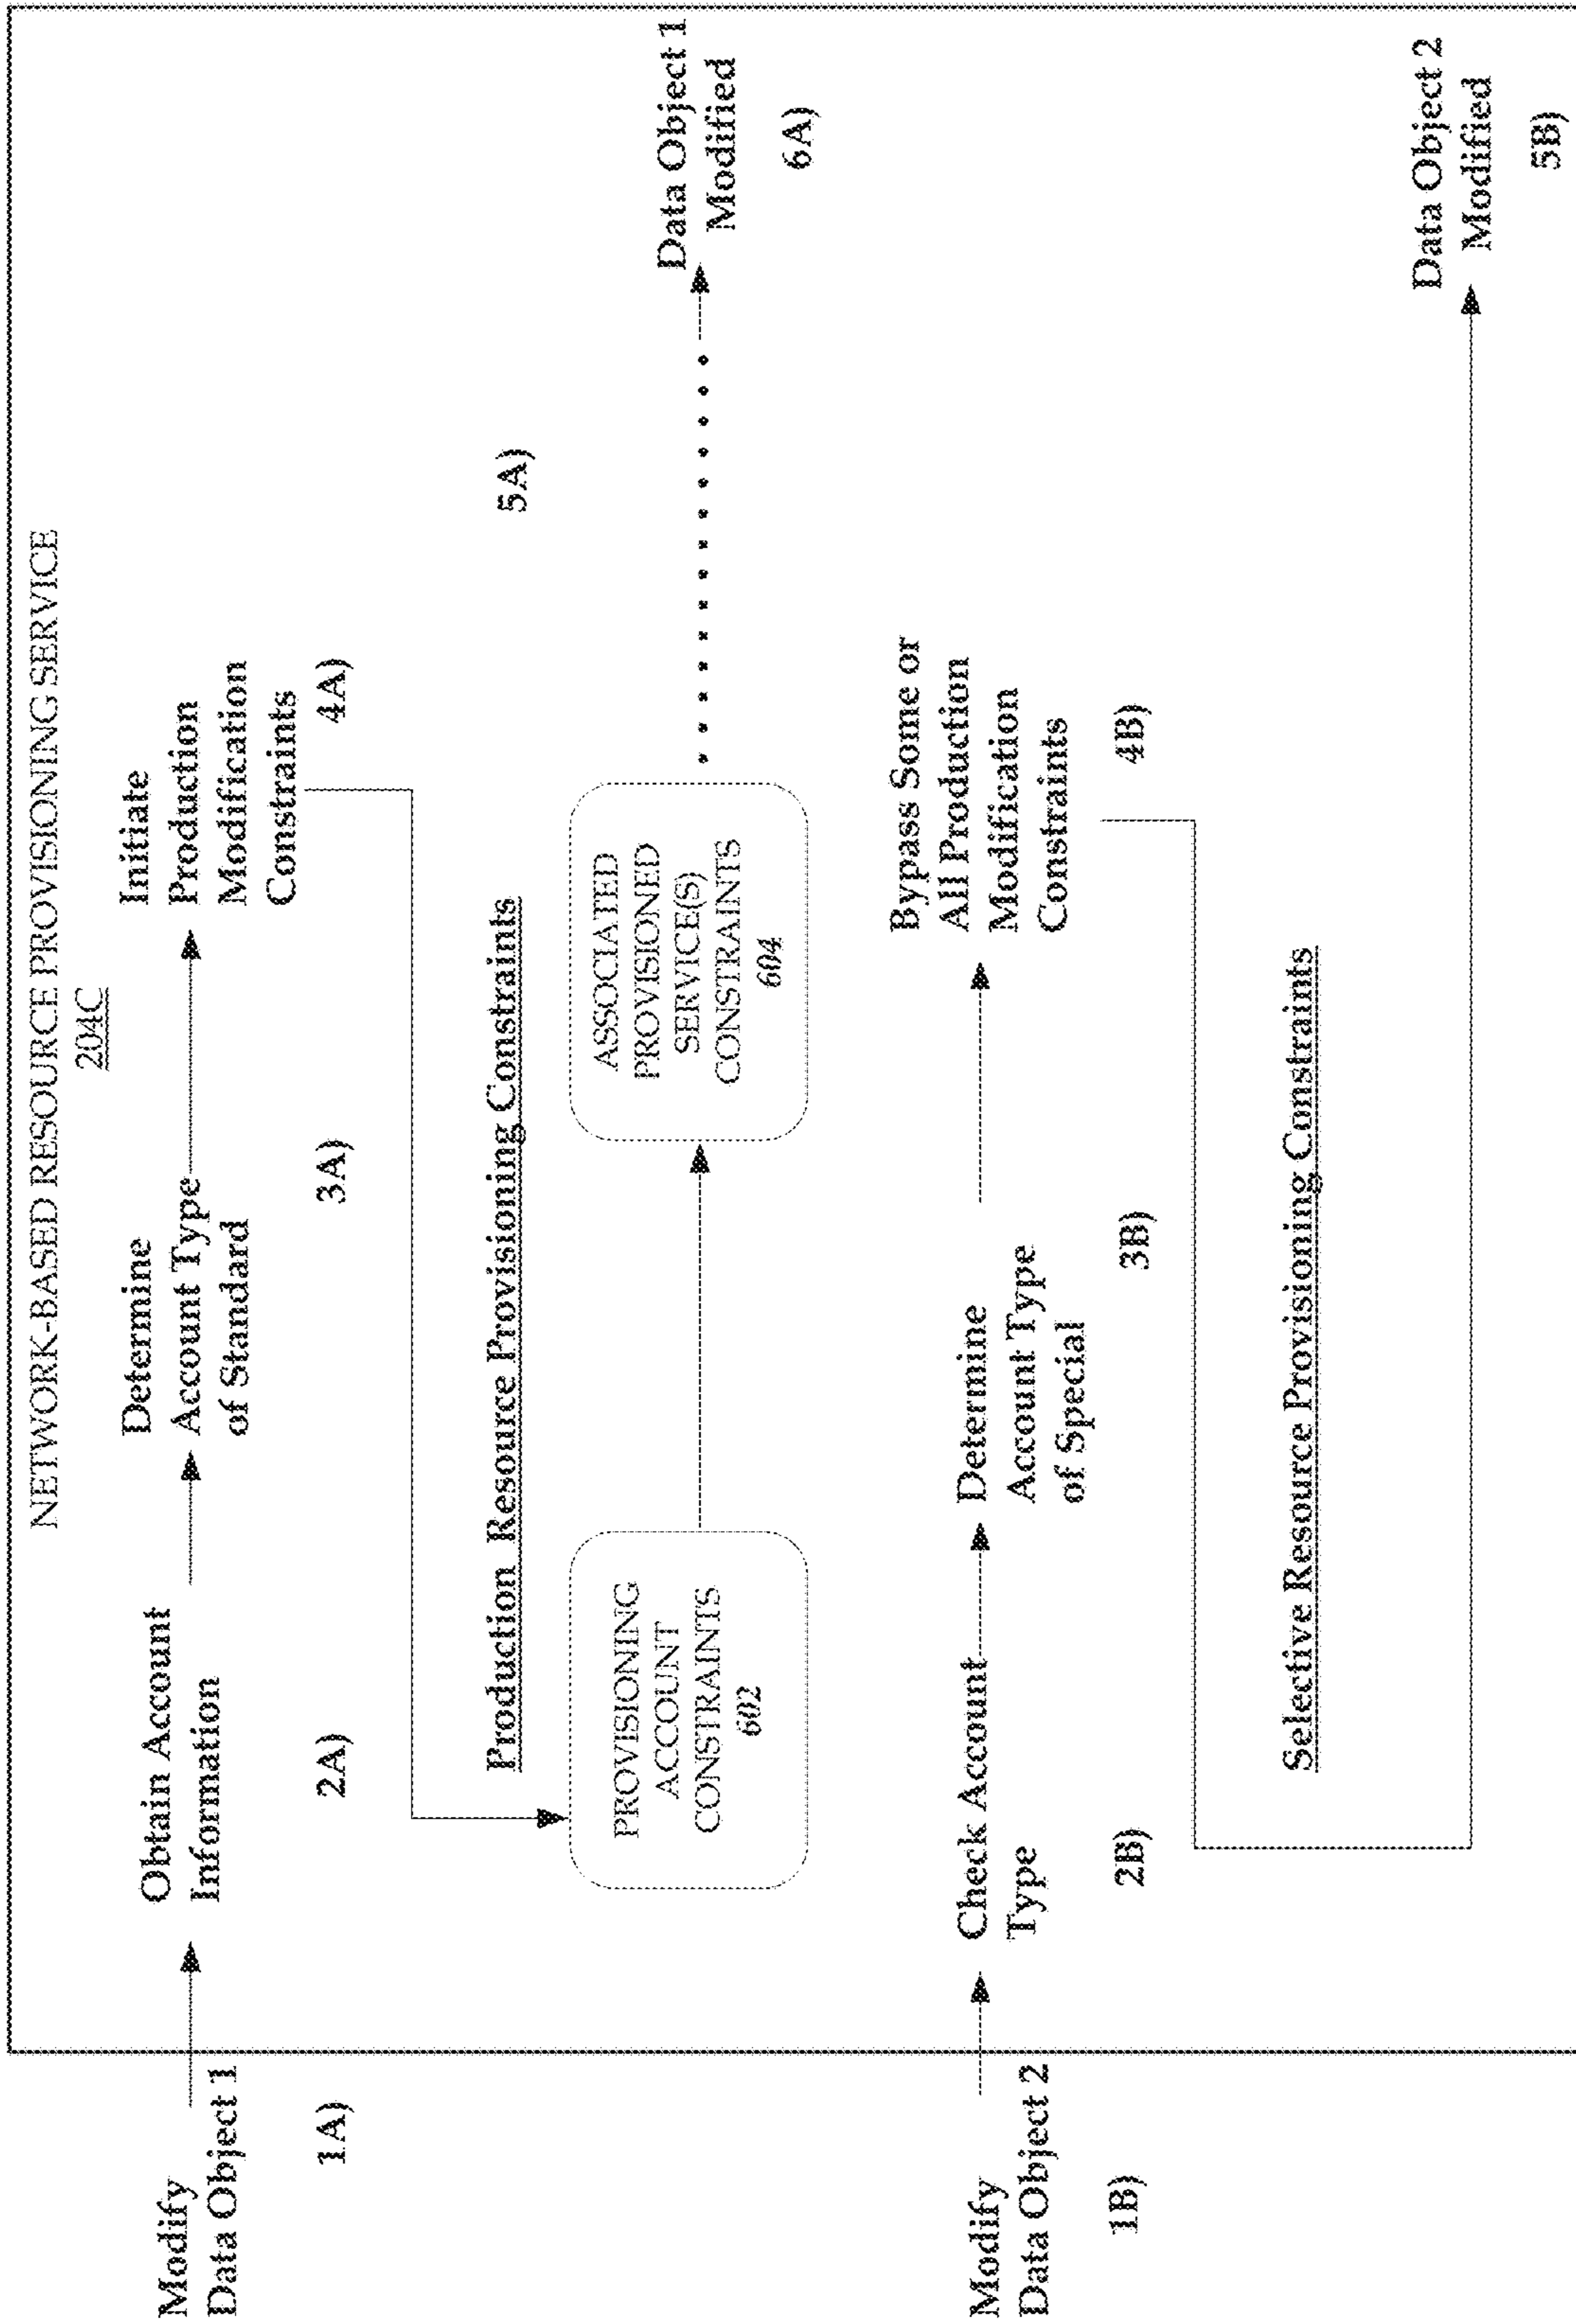 NETWORK-BASED RESOURCE PROVISIONING SERVICE
204C
Modify
Data Object 1
1A)
Obtain Account
Information
2A)
Determine
Account Type
of Standard
3A)
Initiate
Production
Modification
Constraints
4A)
Production Resource Provisioning Constraints
5A)
PROVISIONING
ACCOUNT
CONSTRAINTS
602
ASSOCIATED
PROVISIONED
SERVICE(S)
CONSTRAINTS
604
Data Object 1
Modified
6A)
Modify
Data Object 2
1B)
Check Account
Type
2B)
Determine
Account Type
of Special
3B)
Bypass Some or
All Production
Modification
Constraints
4B)
Selective Resource Provisioning Constraints
Data Object 2
Modified
5B)